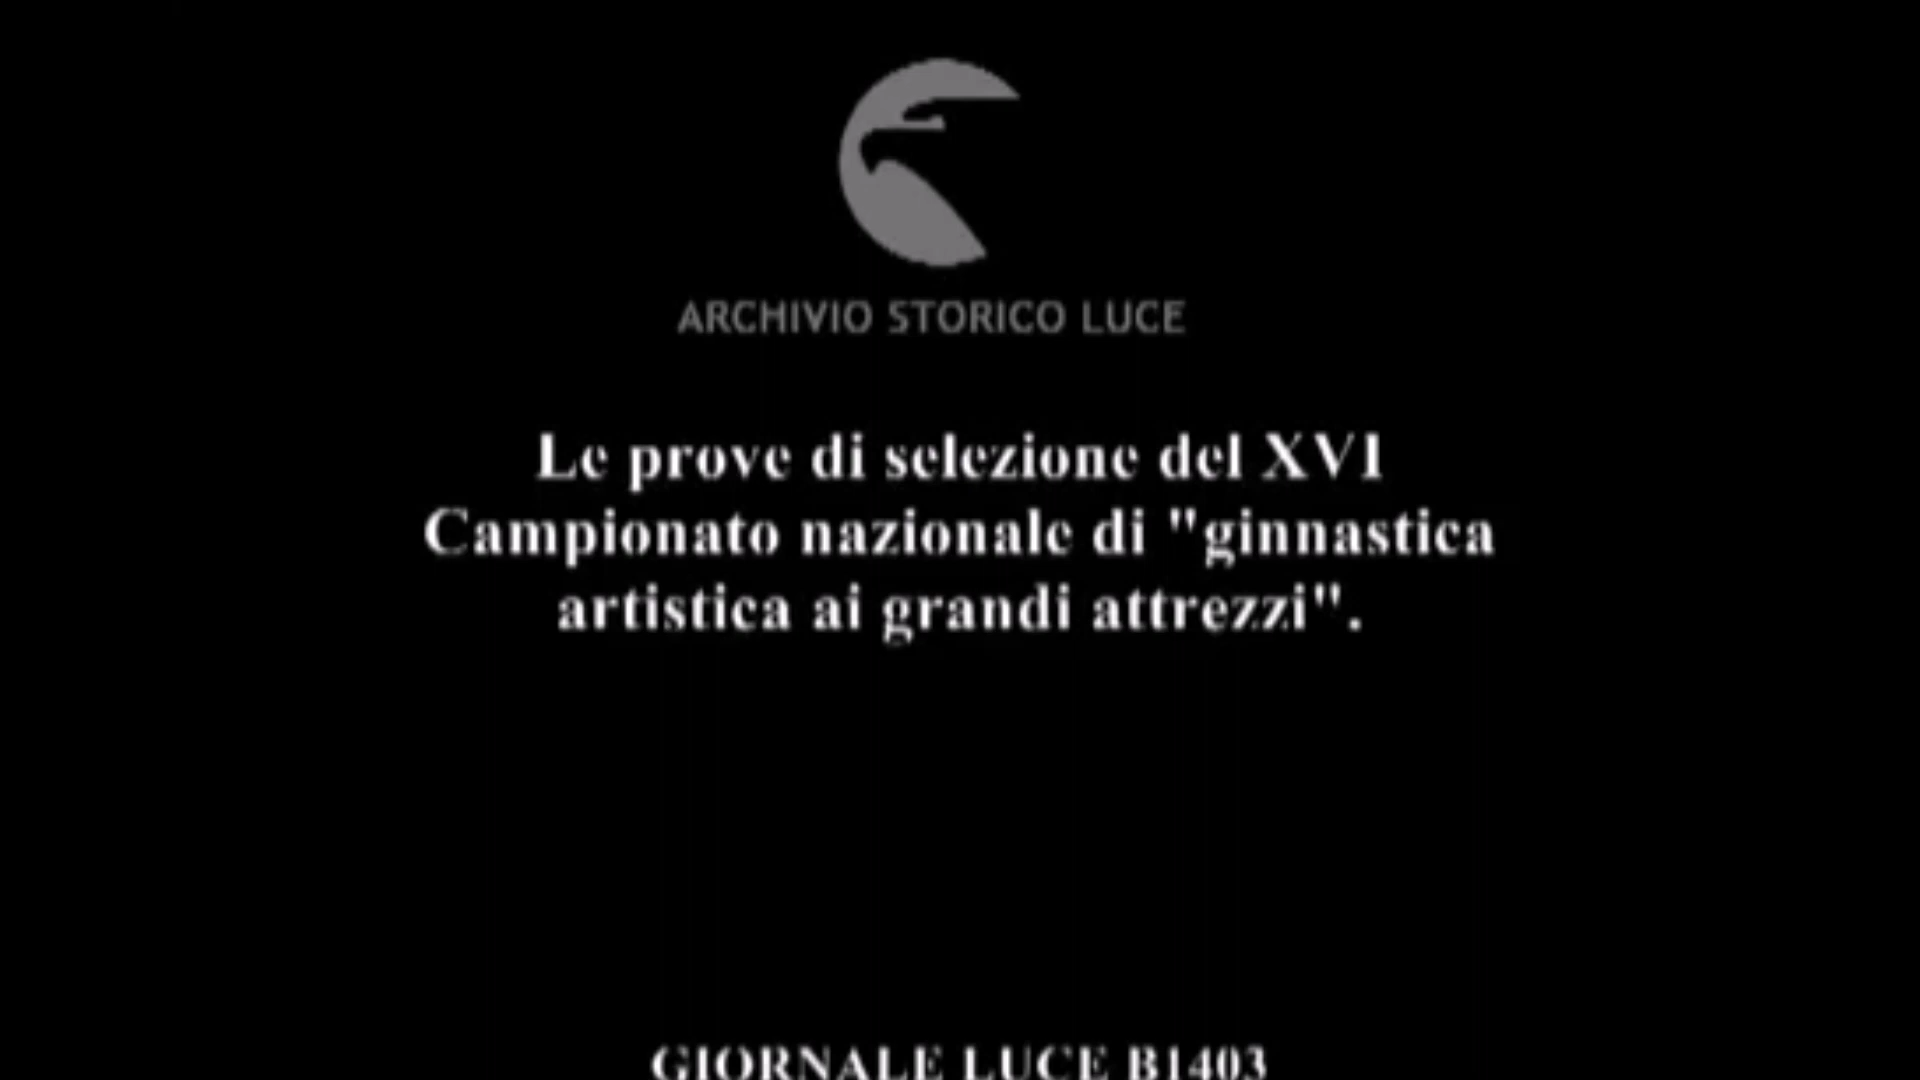 ARCHIVIO STORICO LUCE
Le prove di selezione del XVI
Campionato nazionale di "ginnastica
artistica ai grandi attrezzi".
GIORNALE LUCE B1403